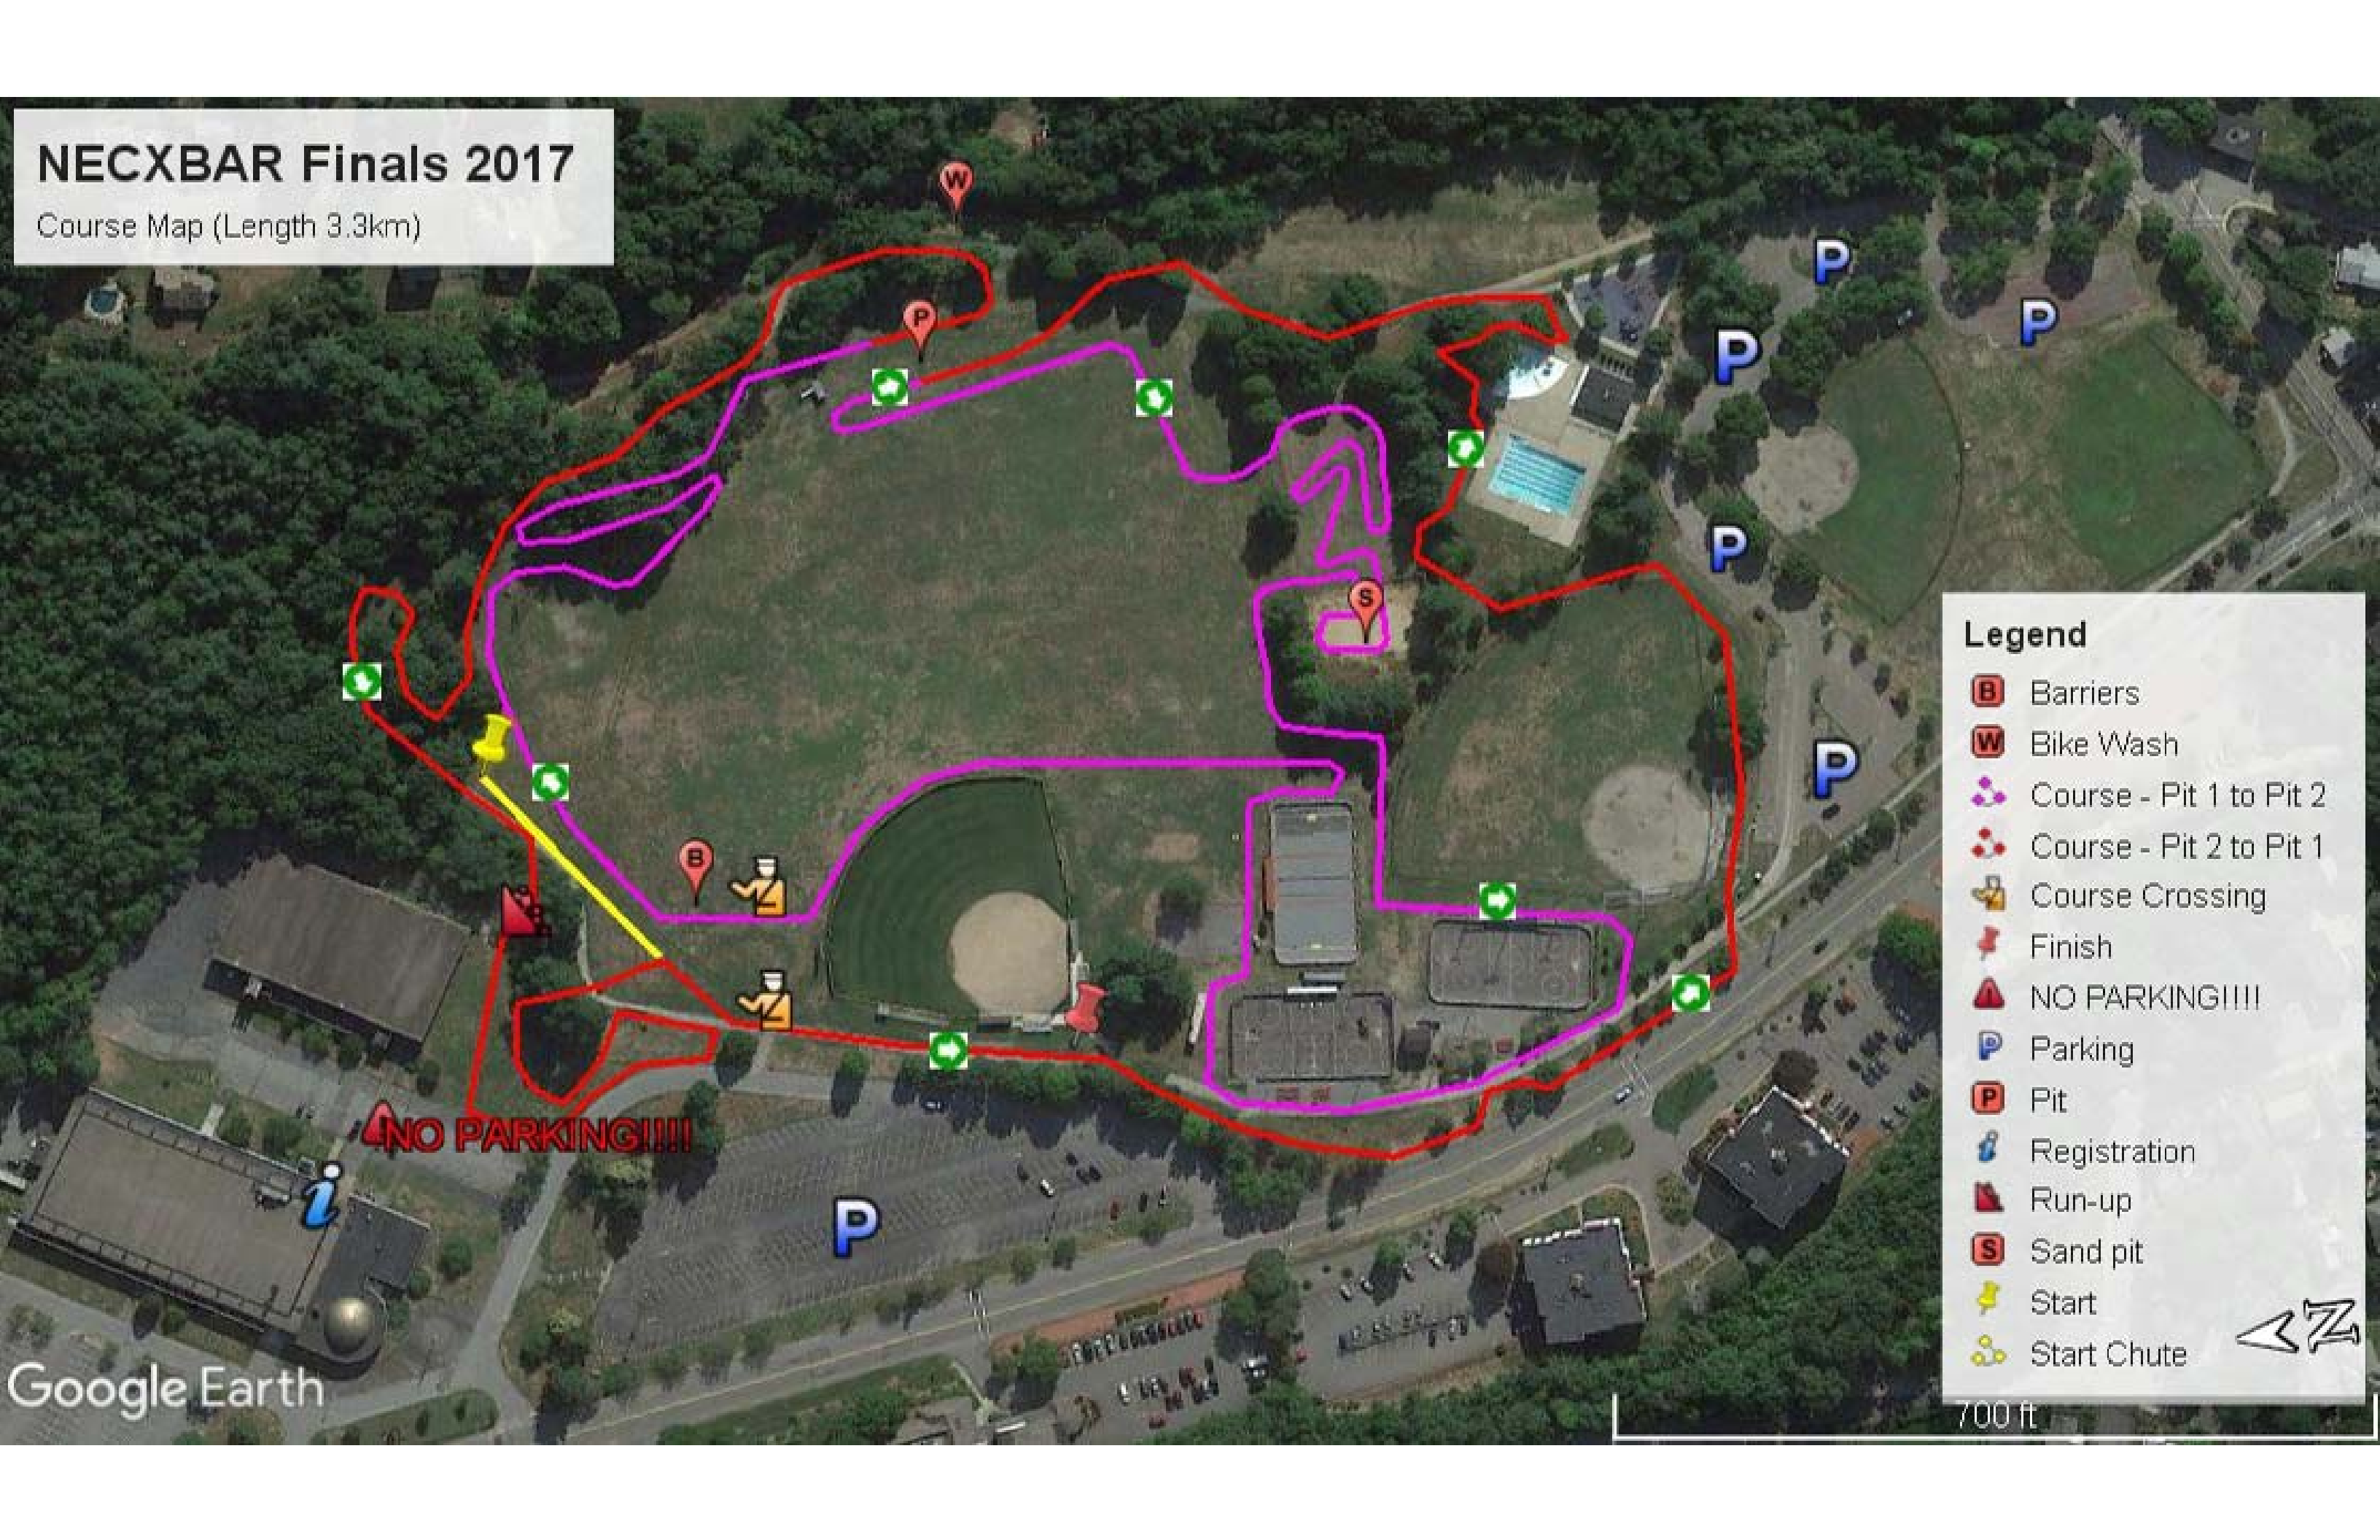 NECXBAR Finals 2017
Course Map (Length 3.3km)
W
P
P
P
P
P
S
P
B
NO PARKING!!!!
P
Legend
B Barriers
W Bike Wash
Course - Pit 1 to Pit 2
Course - Pit 2 to Pit 1
Course Crossing
Finish
NO PARKING!!!!
P Parking
P Pit
i Registration
Run-up
S Sand pit
Start
Start Chute
N
i
Google Earth
700 ft